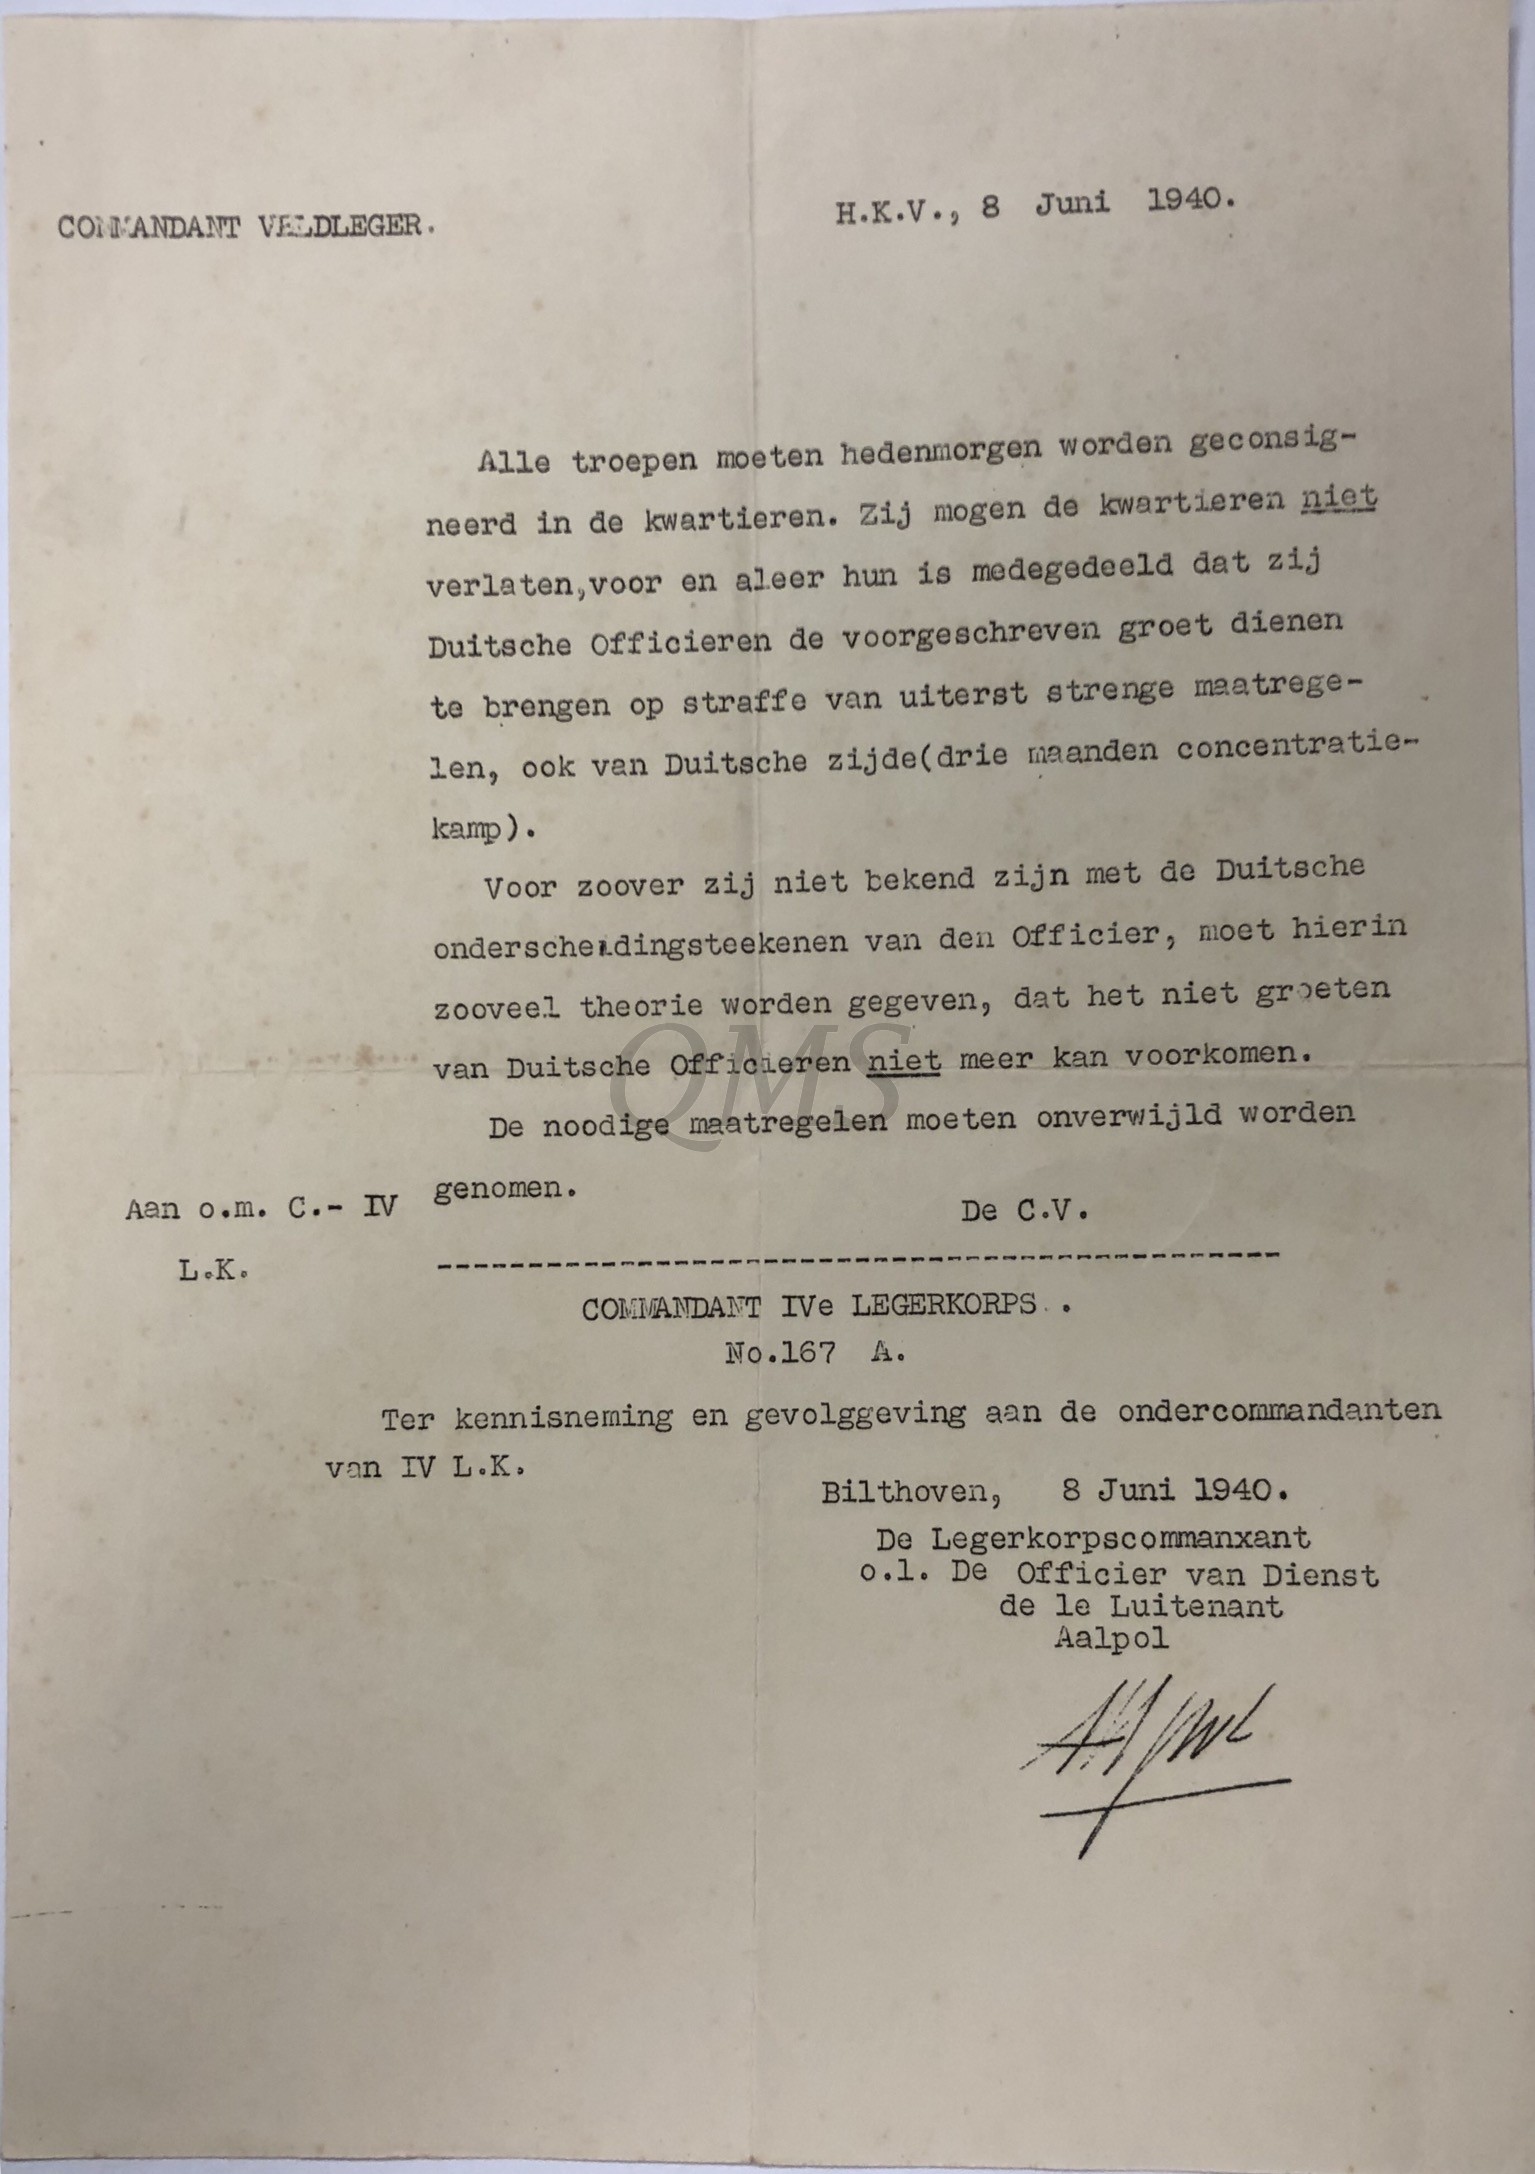 COMMANDANT VELDLEGER.
H.K.V., 8 Juni 1940.
Alle troepen moeten hedenmorgen worden geconsig-
neerd in de kwartieren. Zij mogen de kwartieren niet
verlaten,voor en aleer hun is medegedeeld dat zij
Duitsche Officieren de voorgeschreven groet dienen
te brengen op straffe van uiterst strenge maatrege-
len, ook van Duitsche zijde(drie maanden concentratie-
kamp).
Voor zoover zij niet bekend zijn met de Duitsche
onderscheidingsteekenen van den Officier, moet hierin
zooveel theorie worden gegeven, dat het niet groeten
van Duitsche Officieren niet meer kan voorkomen.
QMS
De noodige maatregelen moeten onverwijld worden
genomen.
Aan o.m. C.- IV
L.K.
De C.V.
COMMANDANT IVe LEGERKORPS .
No.167 A.
Ter kennisneming en gevolggeving aan de ondercommandanten
van IV L.K.
Bilthoven, 8 Juni 1940.
De Legerkorpscommanxant
o.l. De Officier van Dienst
de le Luitenant
Aalpol